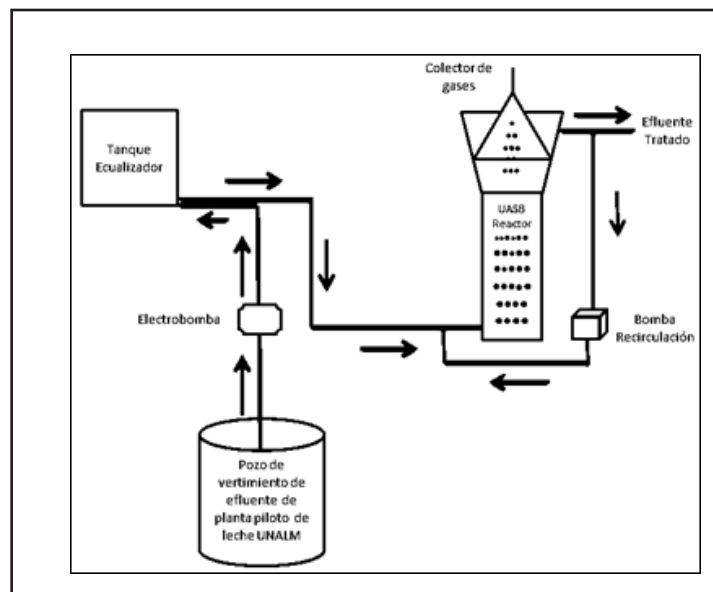 Colector de
gases
Efluente
Tratado
Tanque
Ecualizador
UASB
Reactor
Electrobomba
Bomba
Recirculación
Pozo de
vertimiento de
efluente de
planta piloto de
leche UNALM